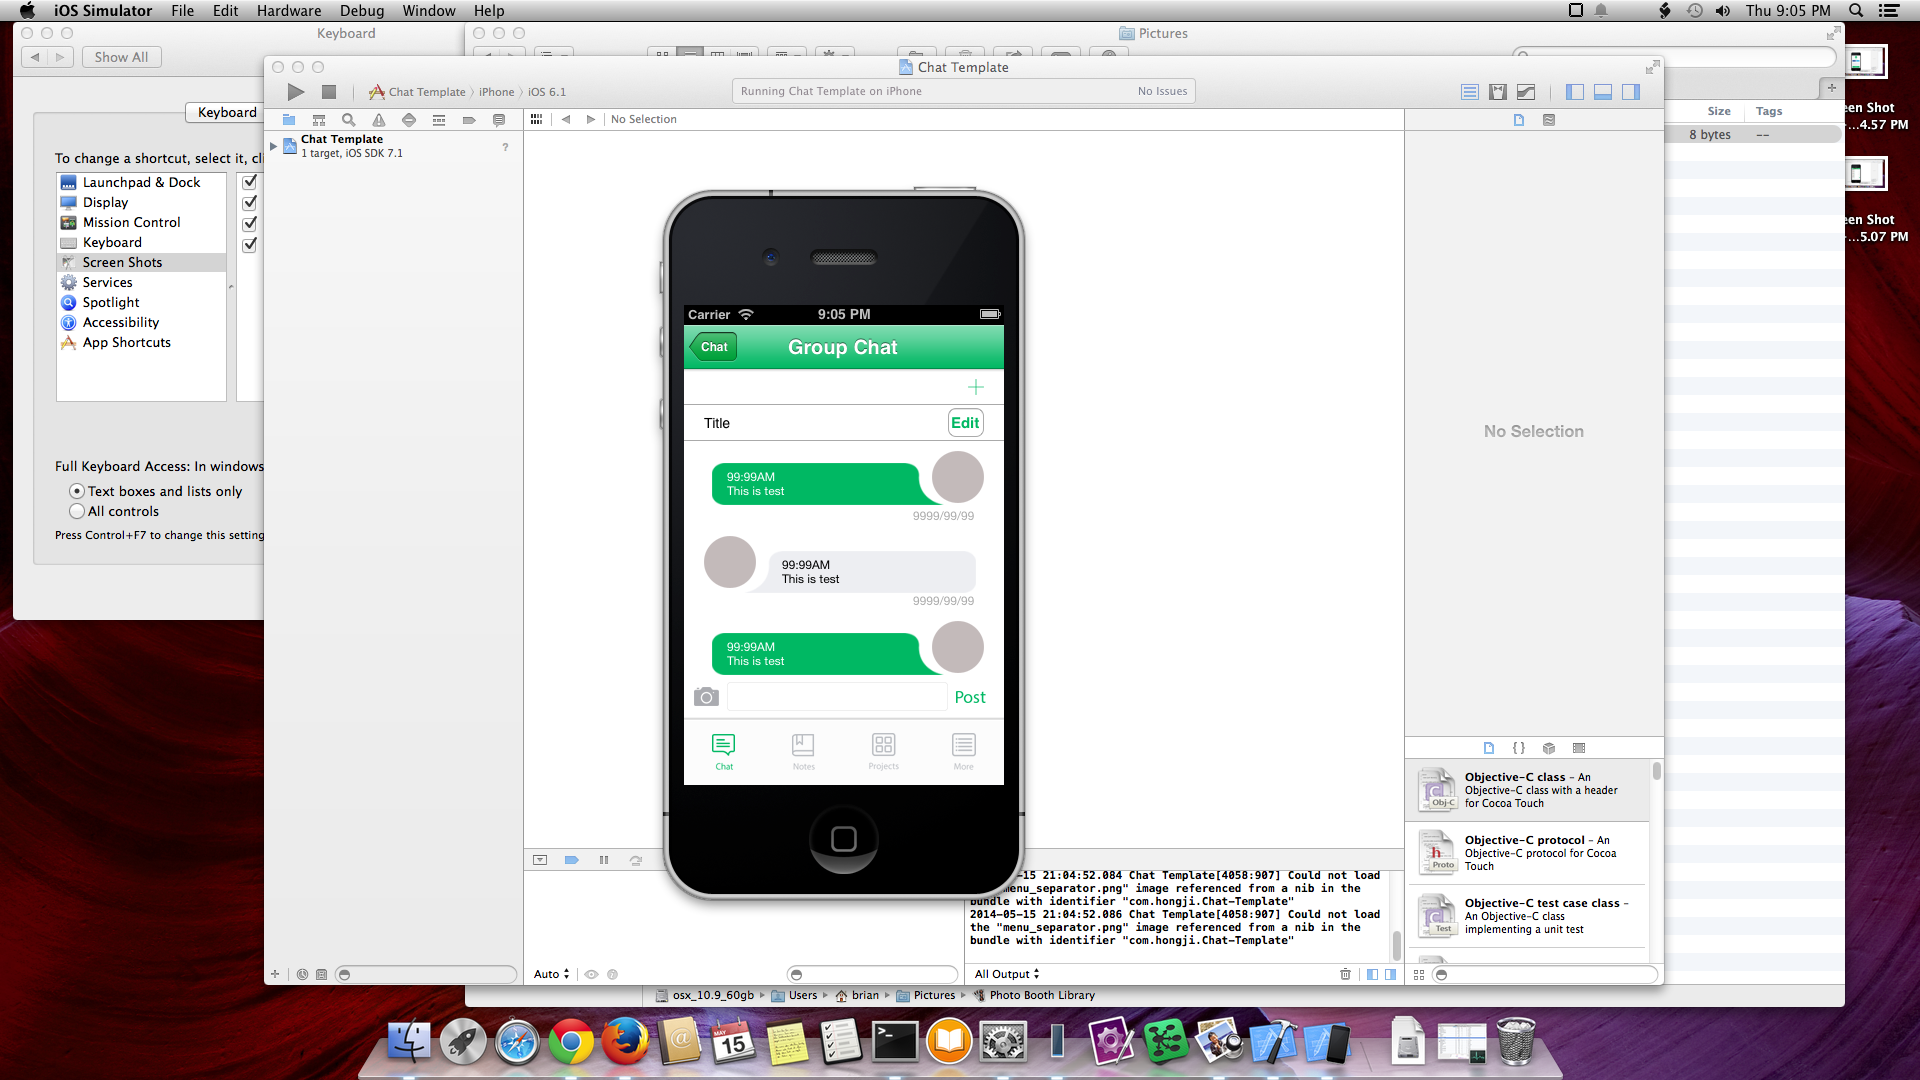 iOS Simulator File Edit Hardware Debug Window Help
Thu 9:05 PM
Keyboard
Pictures
Show All
Chat Template
Chat Template iPhone iOS 6.1
Running Chat Template on iPhone No Issues
Size Tags
8 bytes --
een Shot
...4.57 PM
een Shot
...5.07 PM
Keyboard
No Selection
Chat Template
1 target, iOS SDK 7.1
?
To change a shortcut, select it, cli
Launchpad & Dock
Display
Mission Control
Keyboard
Screen Shots
Services
Spotlight
Accessibility
App Shortcuts
Full Keyboard Access: In windows
Text boxes and lists only
All controls
Press Control+F7 to change this setting
Carrier 9:05 PM
Chat Group Chat
Title Edit
99:99AM
This is test
9999/99/99
99:99AM
This is test
9999/99/99
99:99AM
This is test
Post
Chat Notes Projects More
No Selection
Objective-C class – An
Objective-C class with a header
for Cocoa Touch
Obj-C
Objective-C protocol – An
Objective-C protocol for Cocoa
Touch
Proto
Objective-C test case class –
An Objective-C class
implementing a unit test
Test
-15 21:04:52.084 Chat Template[4058:907] Could not load
menu_separator.png" image referenced from a nib in the
bundle with identifier "com.hongji.Chat-Template"
2014-05-15 21:04:52.086 Chat Template[4058:907] Could not load
the "menu_separator.png" image referenced from a nib in the
bundle with identifier "com.hongji.Chat-Template"
Auto
All Output
osx_10.9_60gb Users brian Pictures Photo Booth Library
MAY
15